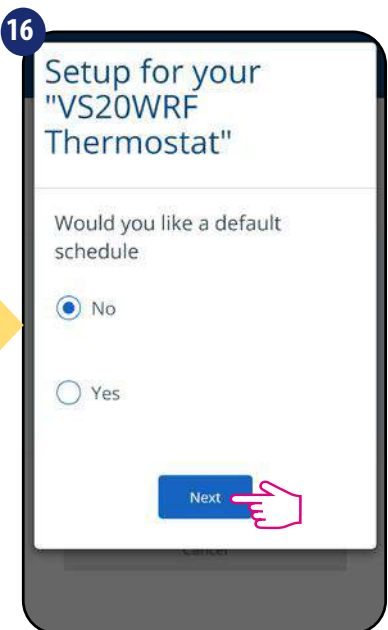 16
Setup for your
"VS20WRF
Thermostat"
Would you like a default
schedule
No
Yes
Next
Cancel